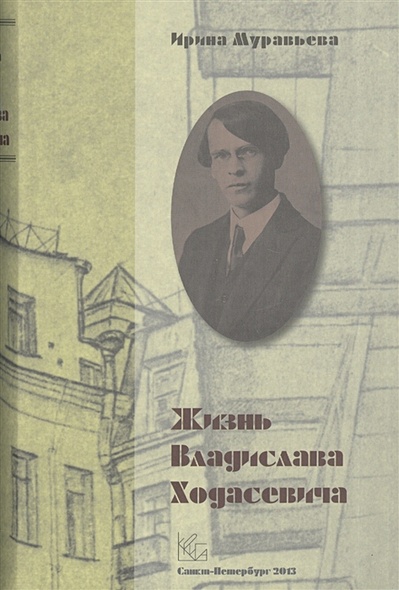 Ирина Муравьева
Жизнь
Владислава
Ходасевича
Санкт-Петербург 2013